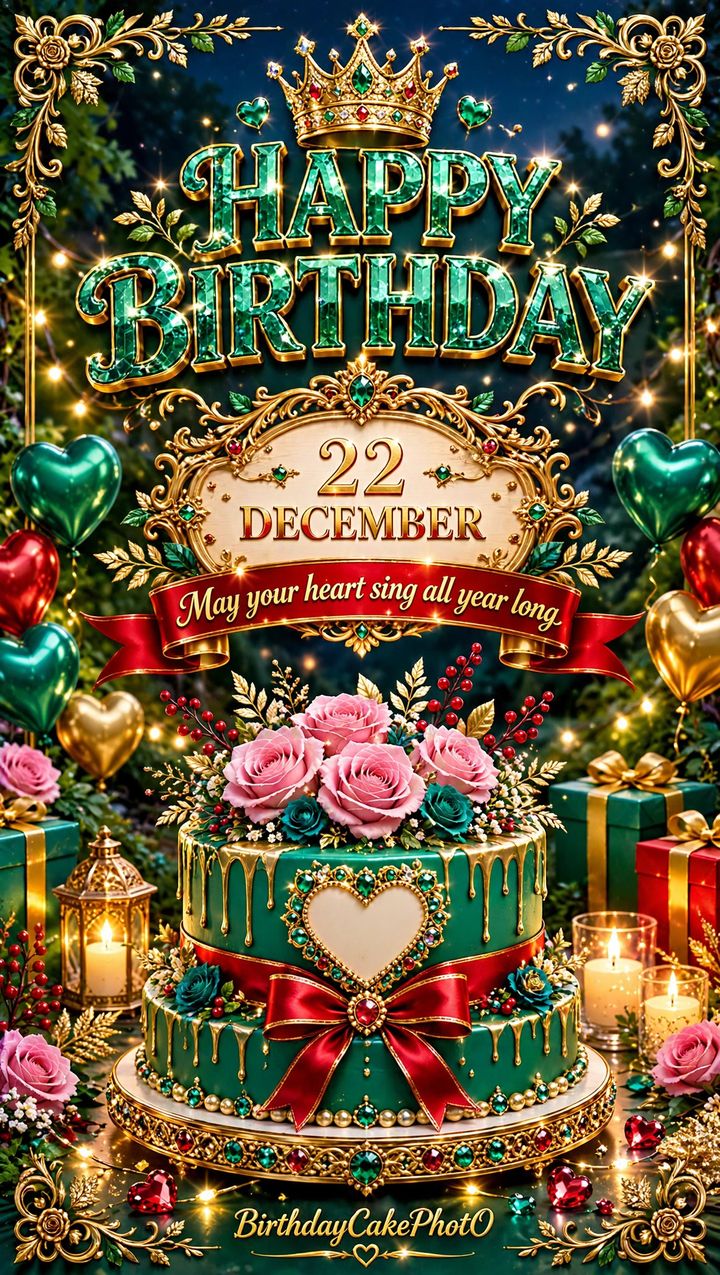 HAPPY
BIRTHDAY
22
DECEMBER
May your heart sing all year long.
BirthdayCakePhotO